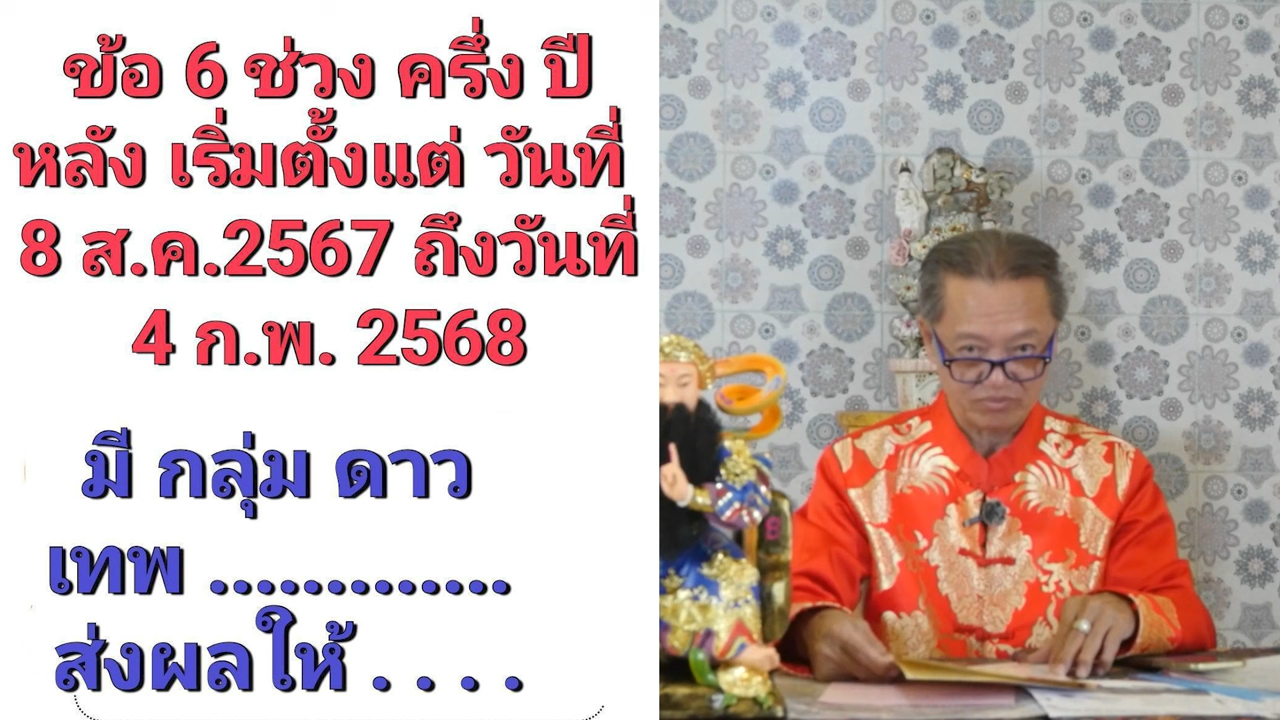 ข้อ 6 ช่วง ครึ่ง ปี
หลัง เริ่มตั้งแต่ วันที่
8 ส.ค.2567 ถึงวันที่
4 ก.พ. 2568
มี กลุ่ม ดาว
เทพ .............
ส่งผลให้ . . . .